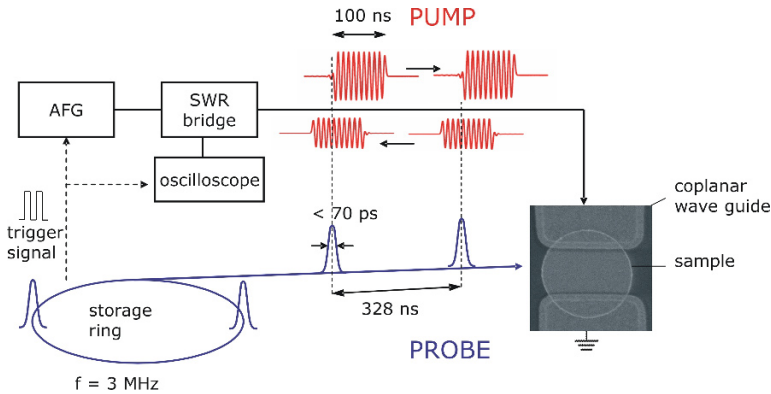 100 ns
PUMP
AFG
SWR
bridge
oscilloscope
trigger
signal
< 70 ps
coplanar
wave guide
sample
storage
ring
328 ns
PROBE
f = 3 MHz